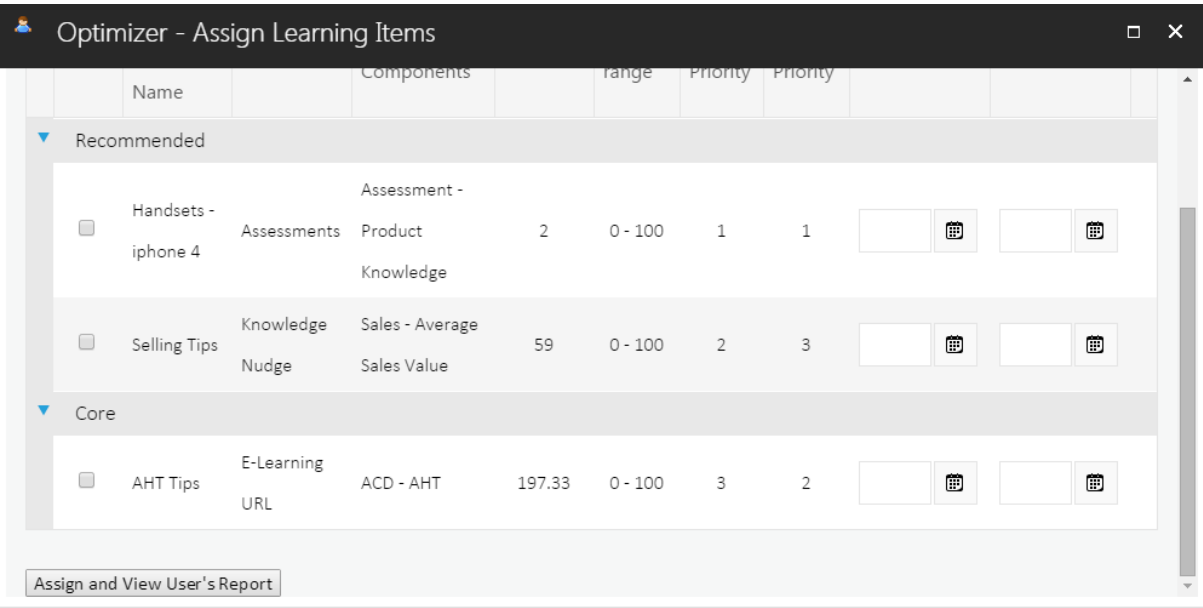 Optimizer - Assign Learning Items
Components range Priority Priority
Name
Recommended
Handsets - iphone 4 Assessments Assessment - Product Knowledge 2 0 - 100 1 1
Selling Tips Knowledge Nudge Sales - Average Sales Value 59 0 - 100 2 3
Core
AHT Tips E-Learning URL ACD - AHT 197.33 0 - 100 3 2
Assign and View User's Report